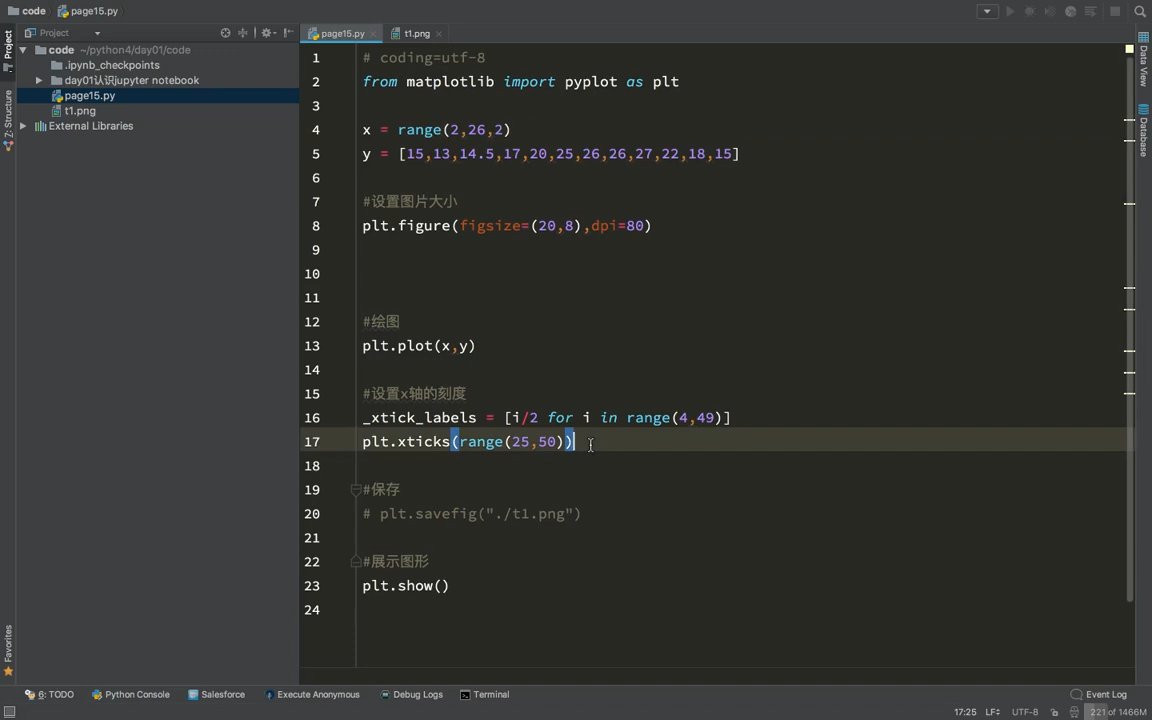 code
page15.py
Project
page15.py
t1.png
code ~/python4/day01/code
.ipynb_checkpoints
day01认识jupyter notebook
page15.py
t1.png
External Libraries
Project
Z: Structure
Favorites
Data View
Database
1 # coding=utf-8
2 from matplotlib import pyplot as plt
3
4 x = range(2,26,2)
5 y = [15,13,14.5,17,20,25,26,26,27,22,18,15]
6
7 #设置图片大小
8 plt.figure(figsize=(20,8),dpi=80)
9
10
11
12 #绘图
13 plt.plot(x,y)
14
15 #设置x轴的刻度
16 _xtick_labels = [i/2 for i in range(4,49)]
17 plt.xticks(range(25,50))
18
19 #保存
20 # plt.savefig("./t1.png")
21
22 #展示图形
23 plt.show()
24
6: TODO
Python Console
Salesforce
Execute Anonymous
Debug Logs
Terminal
Event Log
17:25 LF÷ UTF-8 221 of 1466M